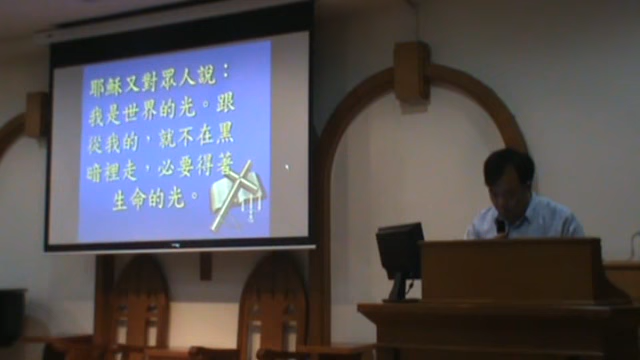 耶穌又對眾人說：
我是世界的光。跟
從我的，就不在黑
暗裡走，必要得著
生命的光。